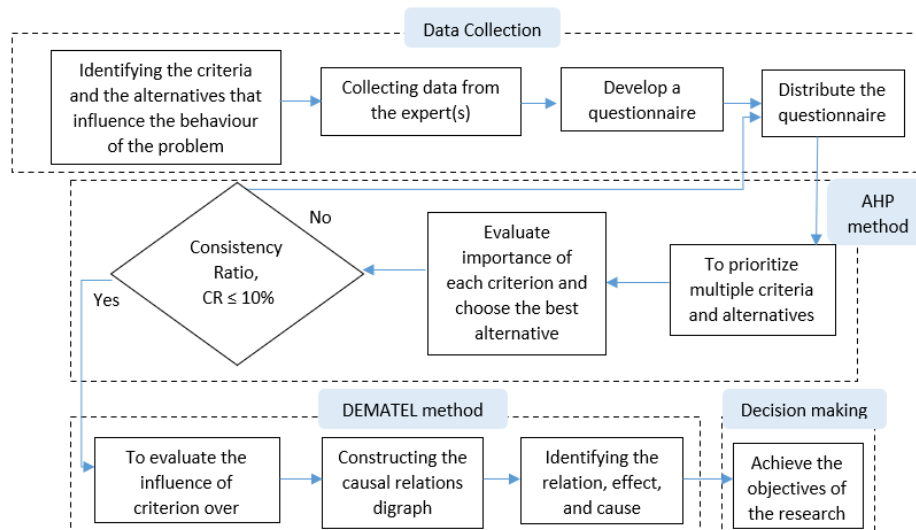 Data Collection
Identifying the criteria
and the alternatives that
influence the behaviour
of the problem
Collecting data from
the expert(s)
Develop a
questionnaire
Distribute the
questionnaire
AHP
method
No
Consistency
Ratio,
CR ≤ 10%
Yes
Evaluate
importance of
each criterion and
choose the best
alternative
To prioritize
multiple criteria
and alternatives
DEMATEL method
Decision making
To evaluate the
influence of
criterion over
Constructing the
causal relations
digraph
Identifying the
relation, effect,
and cause
Achieve the
objectives of
the research